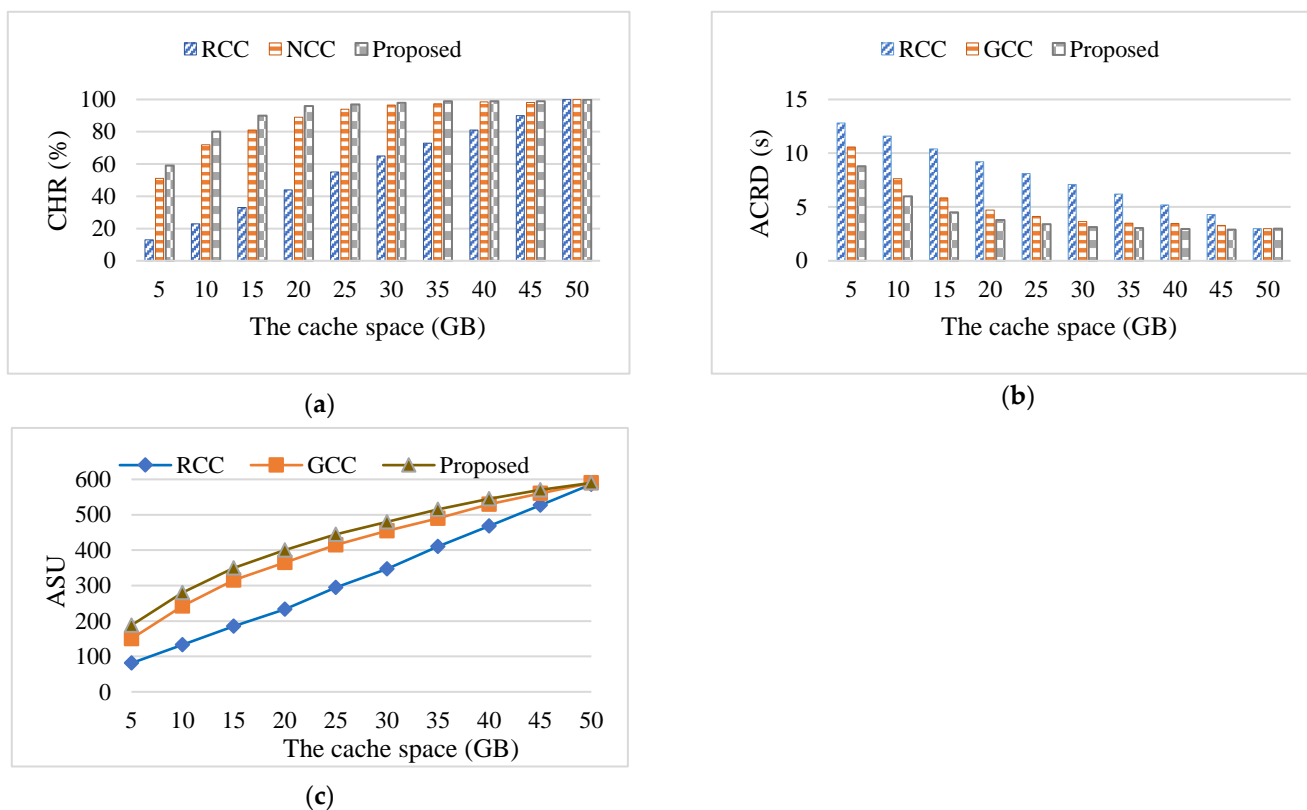 RCC NCC Proposed
CHR (%)
100
80
60
40
20
0
5 10 15 20 25 30 35 40 45 50
The cache space (GB)
(a)
RCC GCC Proposed
ACRD (s)
15
10
5
0
5 10 15 20 25 30 35 40 45 50
The cache space (GB)
(b)
RCC GCC Proposed
ASU
600
500
400
300
200
100
0
5 10 15 20 25 30 35 40 45 50
The cache space (GB)
(c)